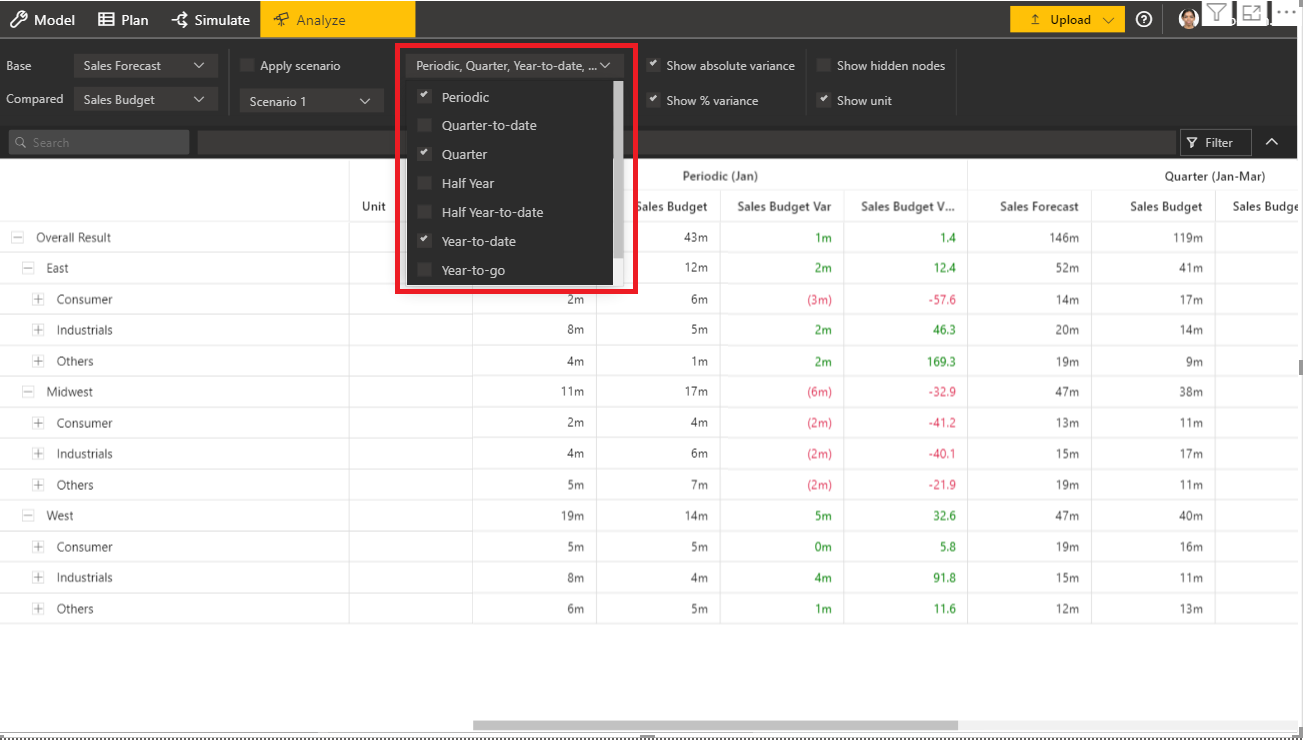 Model Plan Simulate Analyze Upload
Base Sales Forecast Apply scenario Periodic, Quarter, Year-to-date, ... Show absolute variance Show hidden nodes
Compared Sales Budget Scenario 1 Show % variance Show unit
Search Filter
Periodic
Quarter-to-date
Quarter
Half Year
Half Year-to-date
Year-to-date
Year-to-go
Periodic (Jan) Quarter (Jan-Mar)
Unit Sales Budget Sales Budget Var Sales Budget V... Sales Forecast Sales Budget Sales Budge
Overall Result 43m 1m 1.4 146m 119m
East 12m 2m 12.4 52m 41m
Consumer 2m 6m (3m) -57.6 14m 17m
Industrials 8m 5m 2m 46.3 20m 14m
Others 4m 1m 2m 169.3 19m 9m
Midwest 11m 17m (6m) -32.9 47m 38m
Consumer 2m 4m (2m) -41.2 13m 11m
Industrials 4m 6m (2m) -40.1 15m 17m
Others 5m 7m (2m) -21.9 19m 11m
West 19m 14m 5m 32.6 47m 40m
Consumer 5m 5m 0m 5.8 19m 16m
Industrials 8m 4m 4m 91.8 15m 11m
Others 6m 5m 1m 11.6 12m 13m